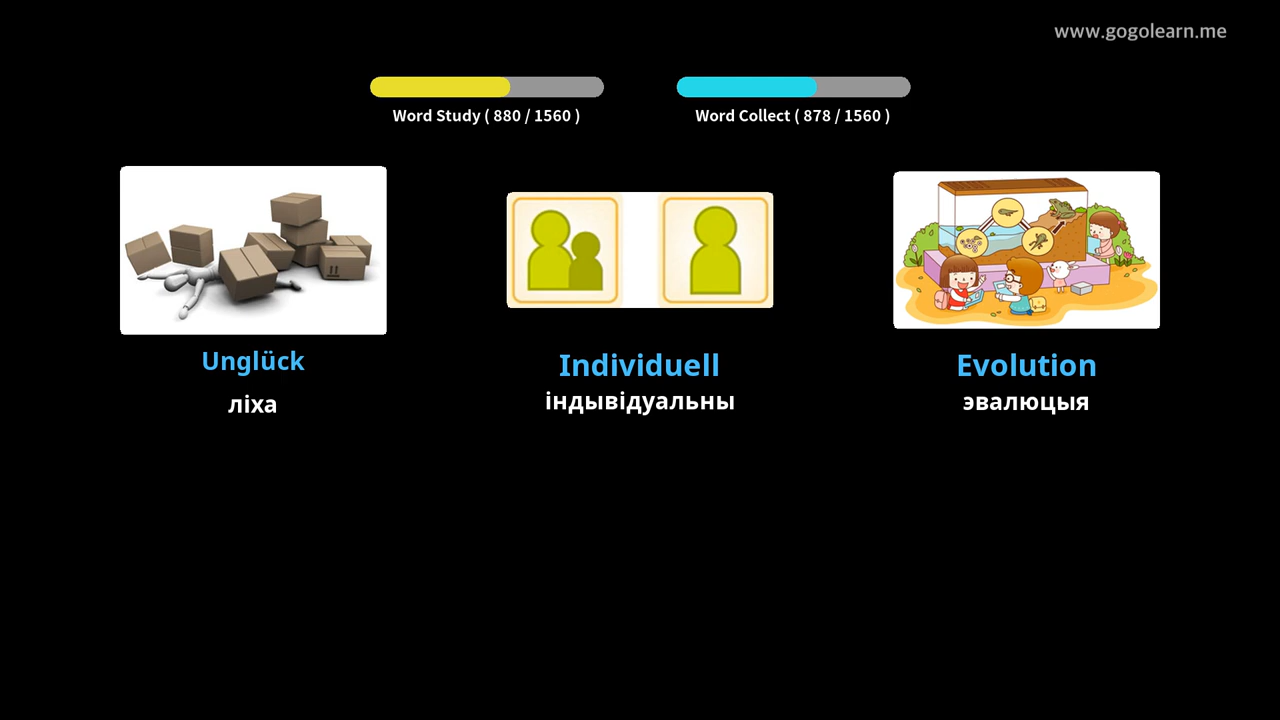 www.gogolearn.me
Word Study ( 880 / 1560 )
Word Collect ( 878 / 1560 )
Unglück
ліха
Individuell
індывідуальны
Evolution
эвалюцыя